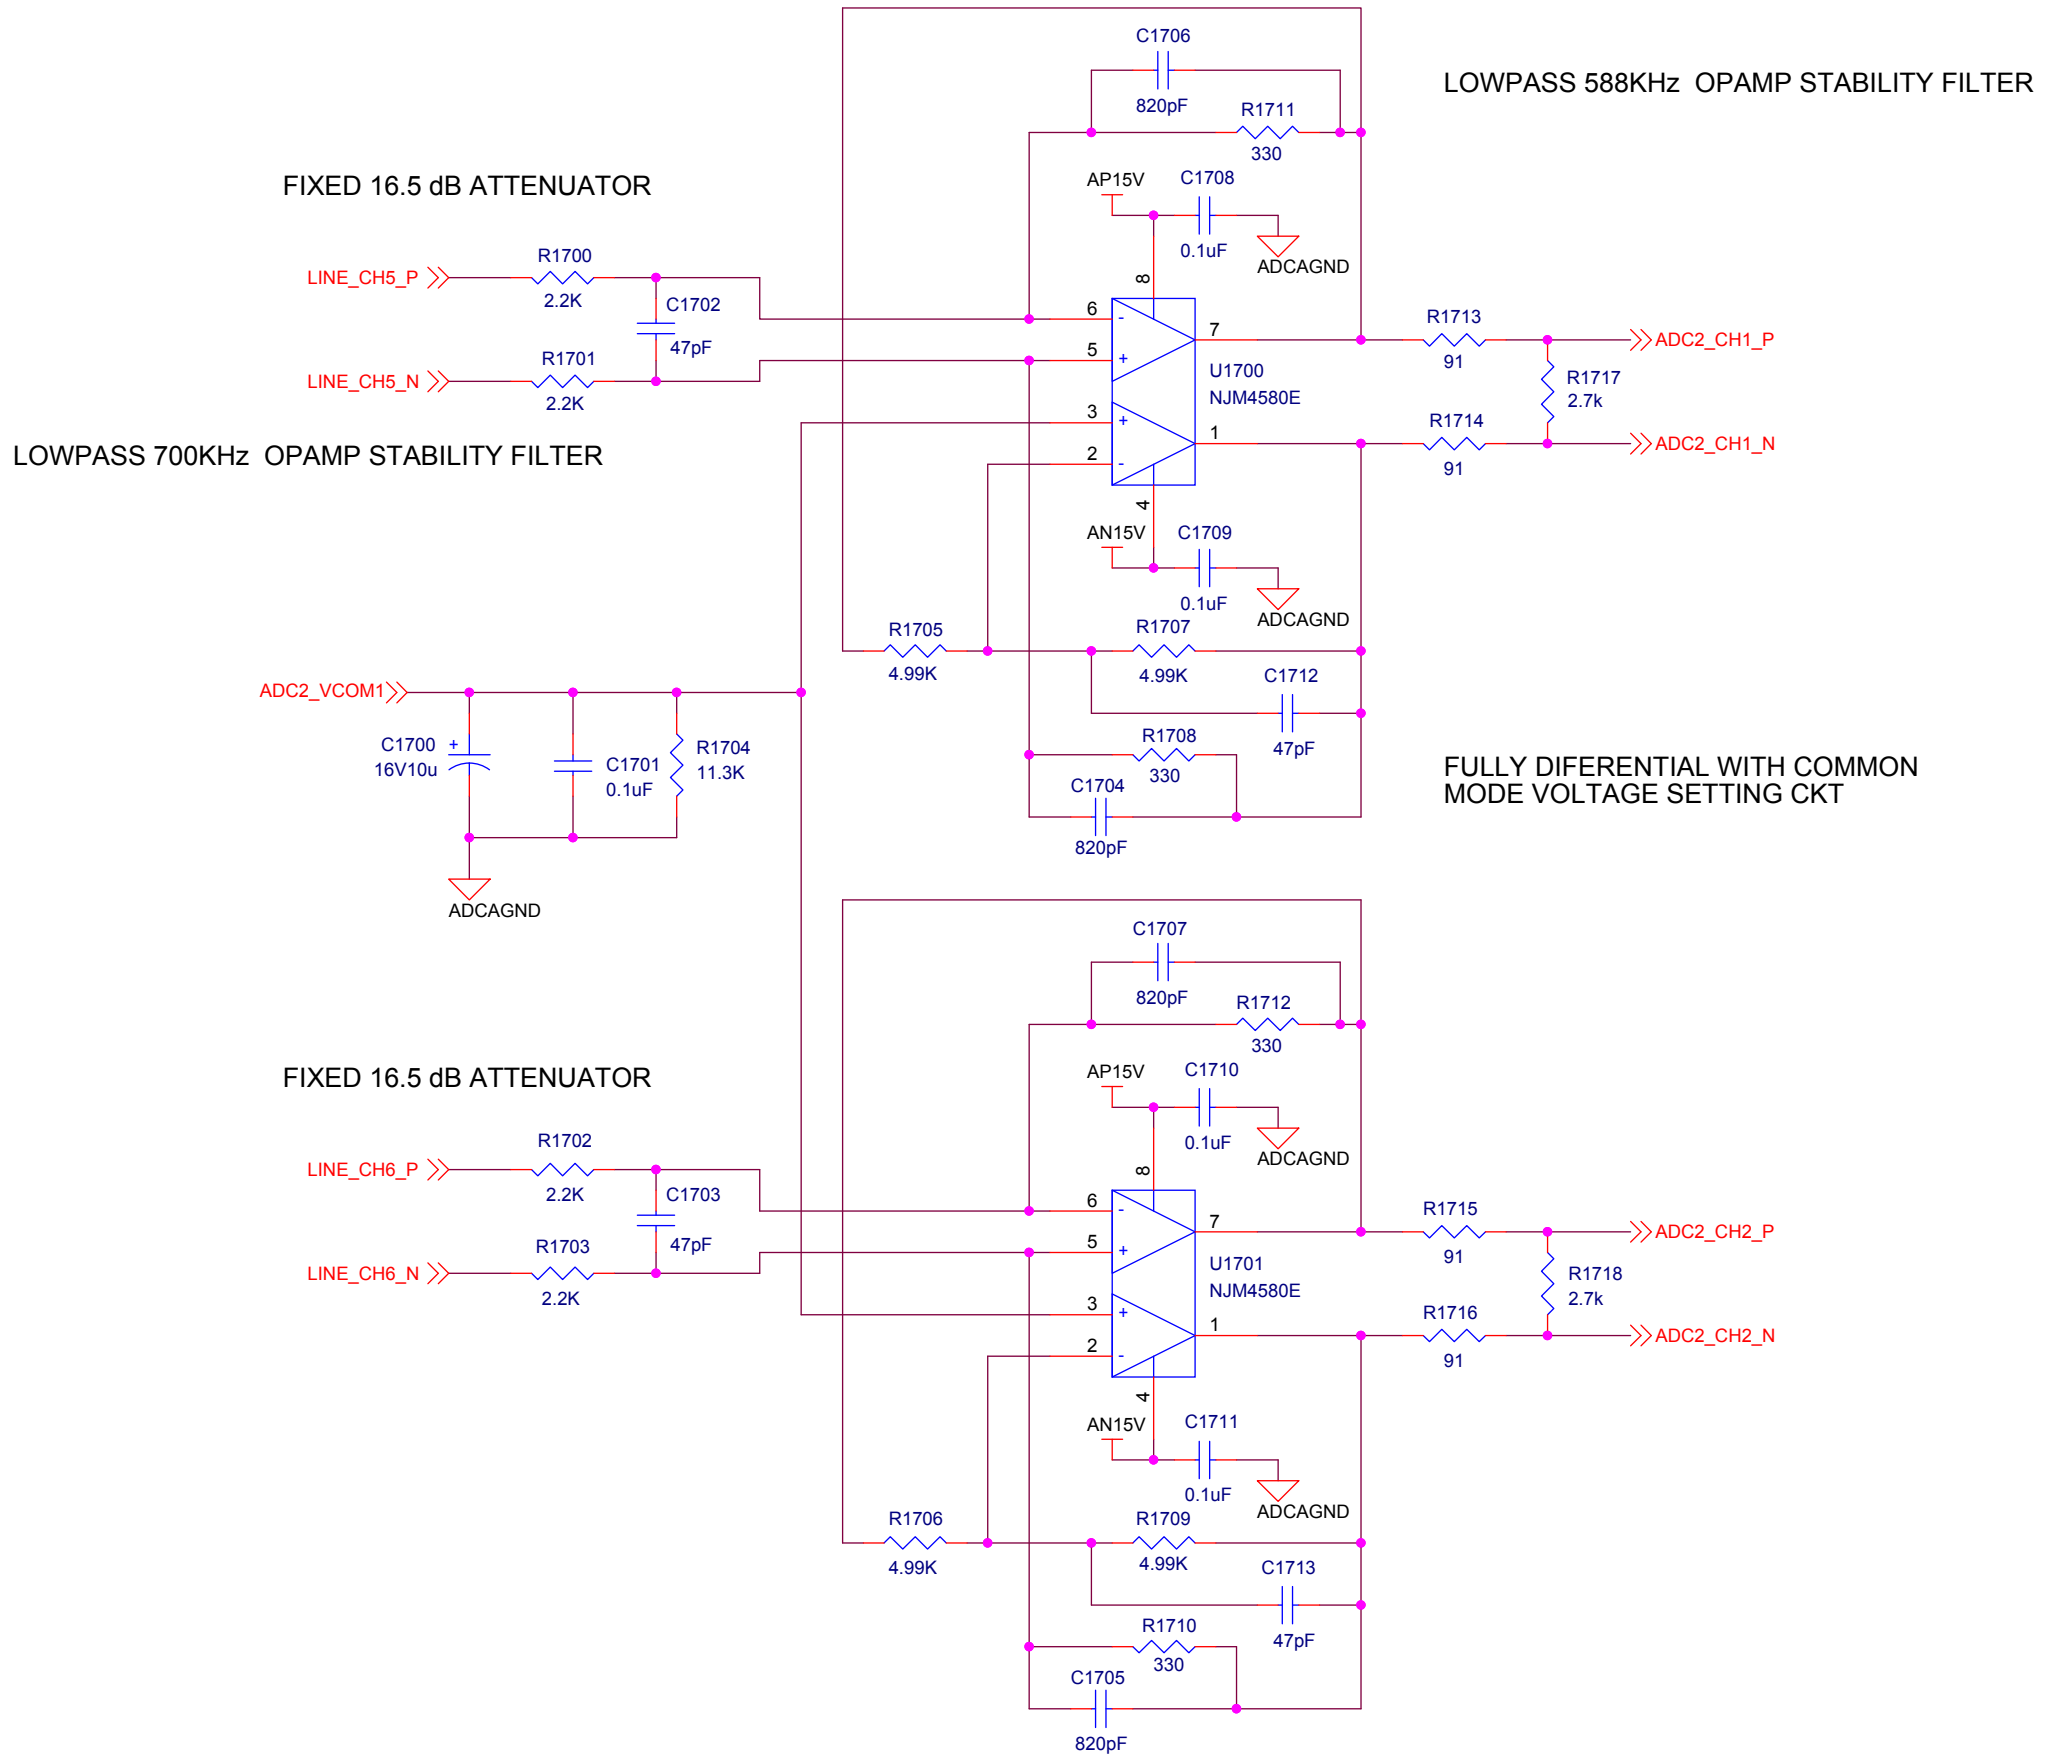 C1706
LOWPASS 588KHz  OPAMP STABILITY FILTER
820pF
R1711
330
FIXED 16.5 dB ATTENUATOR
AP15V
C1708
0.1uF
ADCAGND
R1700
LINE_CH5_P
2.2K
C1702
47pF
R1701
LINE_CH5_N
2.2K
8
6
-
5
+
7
U1700
NJM4580E
3
+
2
-
1
4
R1713
91
ADC2_CH1_P
R1717
2.7k
R1714
91
ADC2_CH1_N
LOWPASS 700KHz  OPAMP STABILITY FILTER
AN15V
C1709
0.1uF
ADCAGND
R1705
4.99K
R1707
4.99K
C1712
47pF
R1708
330
C1704
820pF
ADC2_VCOM1
C1700
+
16V10u
C1701
0.1uF
R1704
11.3K
ADCAGND
FULLY DIFERENTIAL WITH COMMON
MODE VOLTAGE SETTING CKT
C1707
820pF
R1712
330
FIXED 16.5 dB ATTENUATOR
AP15V
C1710
0.1uF
ADCAGND
R1702
LINE_CH6_P
2.2K
C1703
47pF
R1703
LINE_CH6_N
2.2K
8
6
-
5
+
7
U1701
NJM4580E
3
+
2
-
1
4
R1715
91
ADC2_CH2_P
R1718
2.7k
R1716
91
ADC2_CH2_N
AN15V
C1711
0.1uF
ADCAGND
R1706
4.99K
R1709
4.99K
C1713
47pF
R1710
330
C1705
820pF